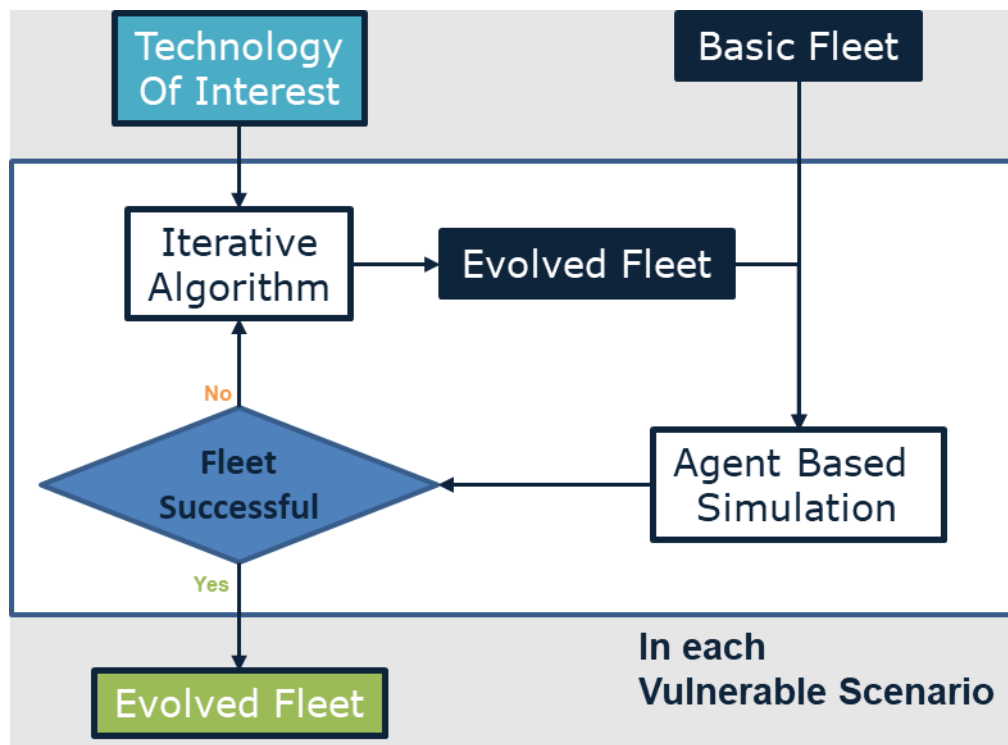 Technology
Of Interest
Basic Fleet
Iterative
Algorithm
Evolved Fleet
No
Fleet
Successful
Agent Based
Simulation
Yes
In each
Vulnerable Scenario
Evolved Fleet